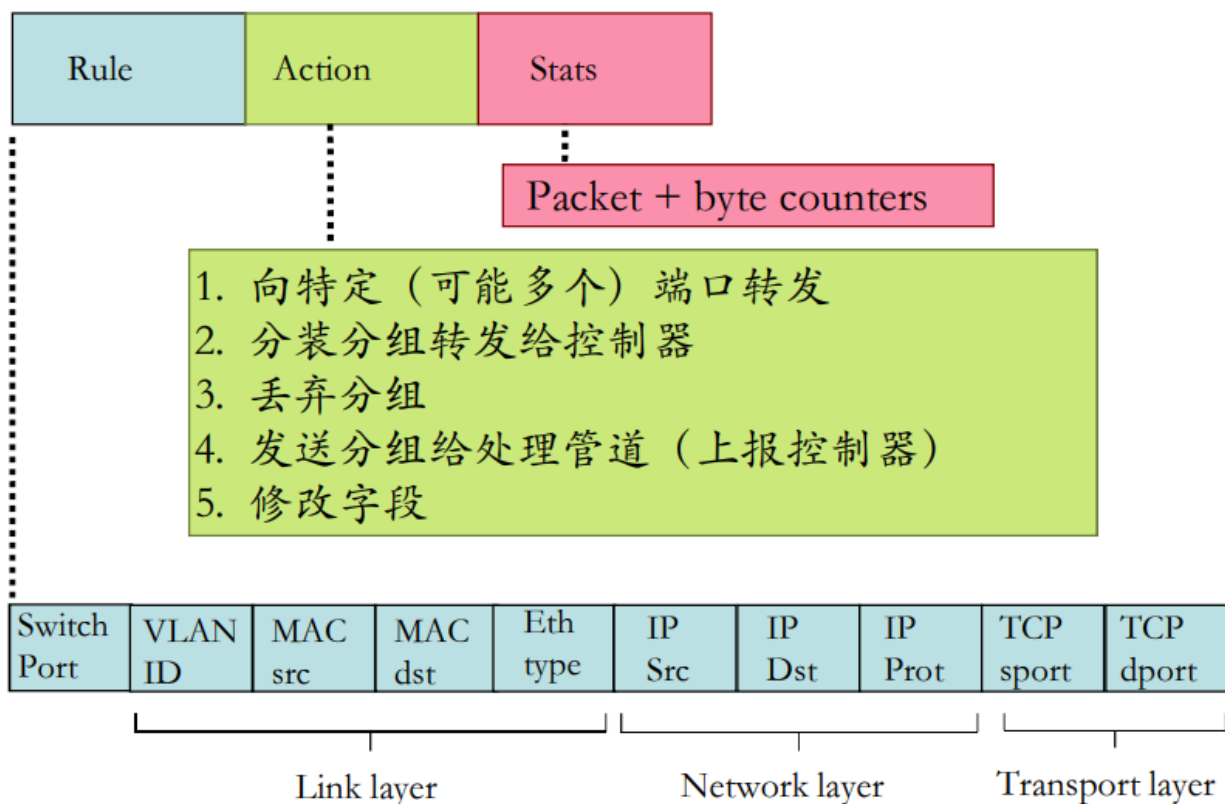 Rule
Action
Stats
Packet + byte counters
1. 向特定（可能多个）端口转发
2. 分装分组转发给控制器
3. 丢弃分组
4. 发送分组给处理管道（上报控制器）
5. 修改字段
Switch
Port
VLAN
ID
MAC
src
MAC
dst
Eth
type
IP
Src
IP
Dst
IP
Prot
TCP
sport
TCP
dport
Link layer
Network layer
Transport layer